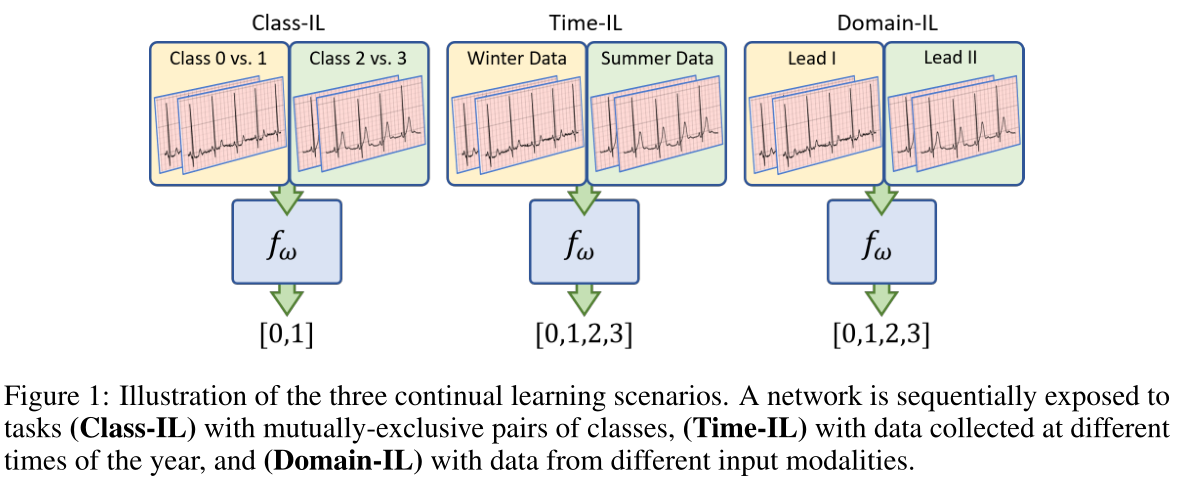 Class-IL
Time-IL
Domain-IL
Class 0 vs. 1
Class 2 vs. 3
Winter Data
Summer Data
Lead I
Lead II
fω
fω
fω
[0,1]
[0,1,2,3]
[0,1,2,3]
Figure 1: Illustration of the three continual learning scenarios. A network is sequentially exposed to
tasks (Class-IL) with mutually-exclusive pairs of classes, (Time-IL) with data collected at different
times of the year, and (Domain-IL) with data from different input modalities.